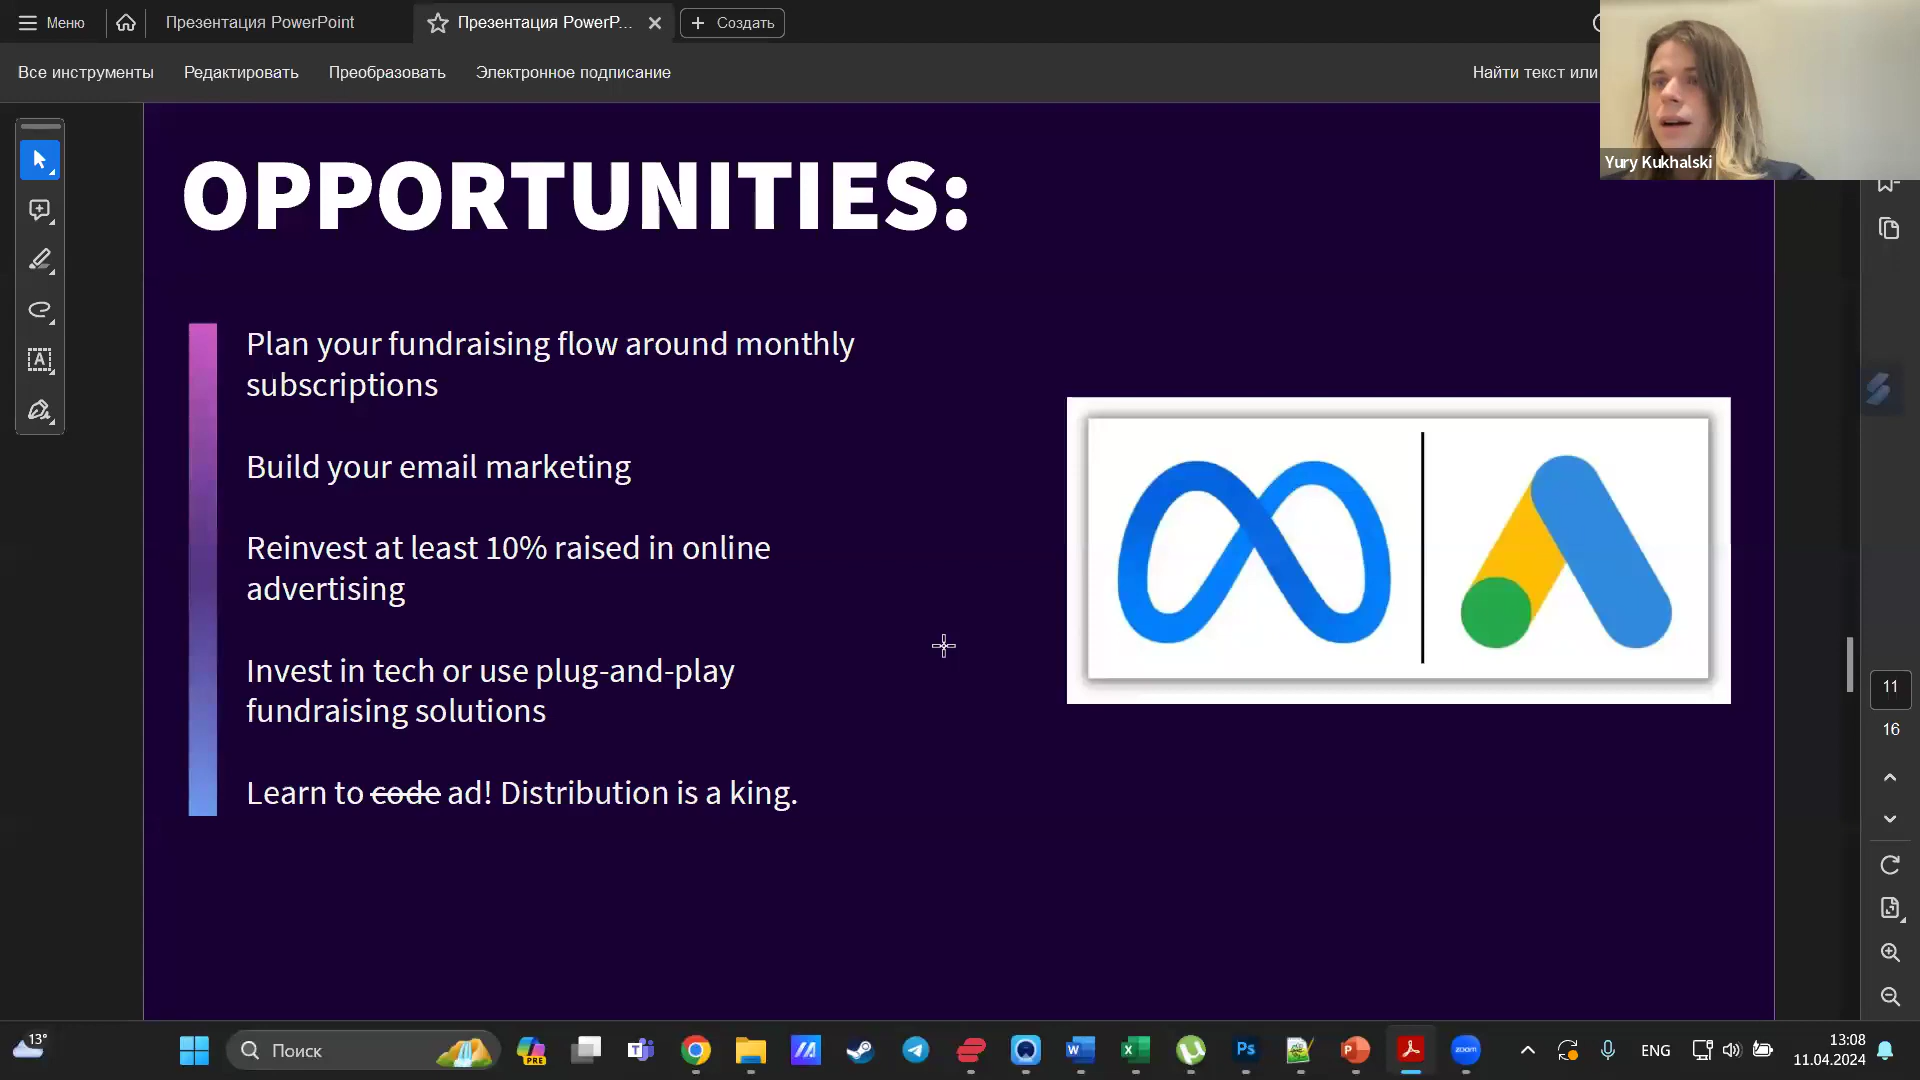 Меню
Презентация PowerPoint
Презентация PowerP...
Создать
Все инструменты
Редактировать
Преобразовать
Электронное подписание
Найти текст или
Yury Kukhalski
OPPORTUNITIES:
Plan your fundraising flow around monthly
subscriptions
Build your email marketing
Reinvest at least 10% raised in online
advertising
Invest in tech or use plug-and-play
fundraising solutions
Learn to code ad! Distribution is a king.
11
16
13°
Поиск
PRE
Ps
zoom
ENG
13:08
11.04.2024